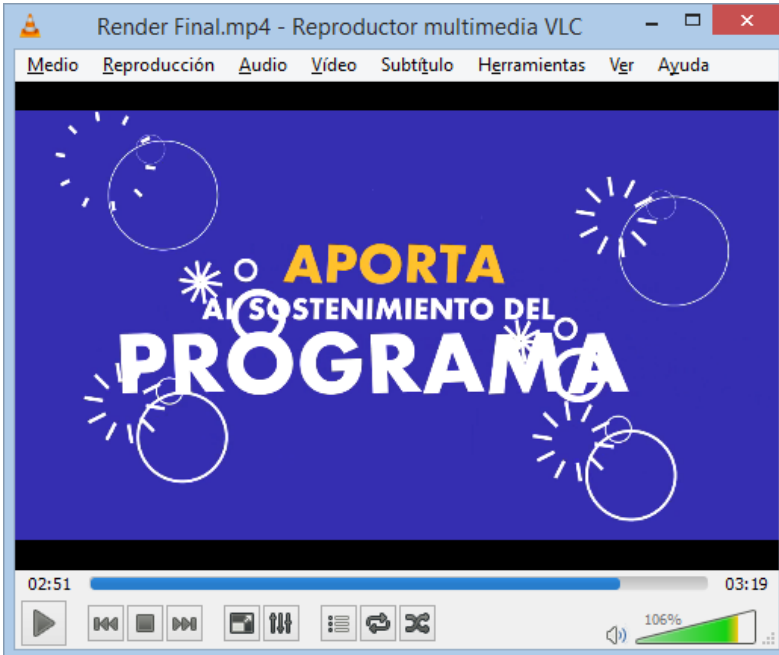 Render Final.mp4 - Reproductor multimedia VLC
Medio Reproducción Audio Vídeo Subtítulo Herramientas Ver Ayuda
APORTA
Al SOSTENIMIENTO DEL
PROGRAMA
02:51 03:19
106%